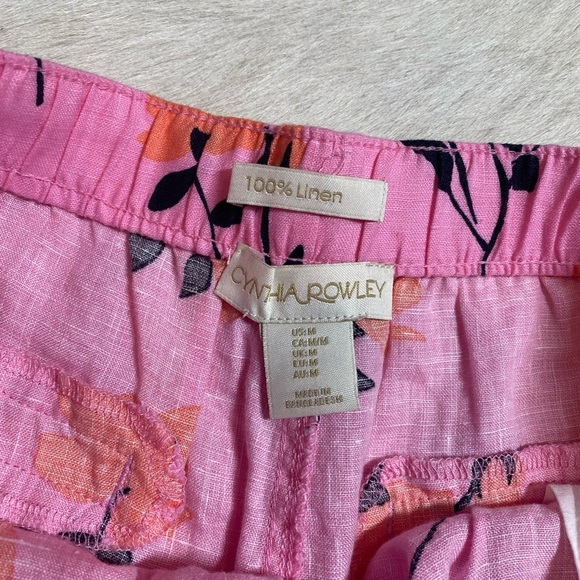 100% Linen
CYNTHIA ROWLEY
US: M
CA: M/M
UK: M
EU: M
AU: M
MADE IN
BANGLADESH